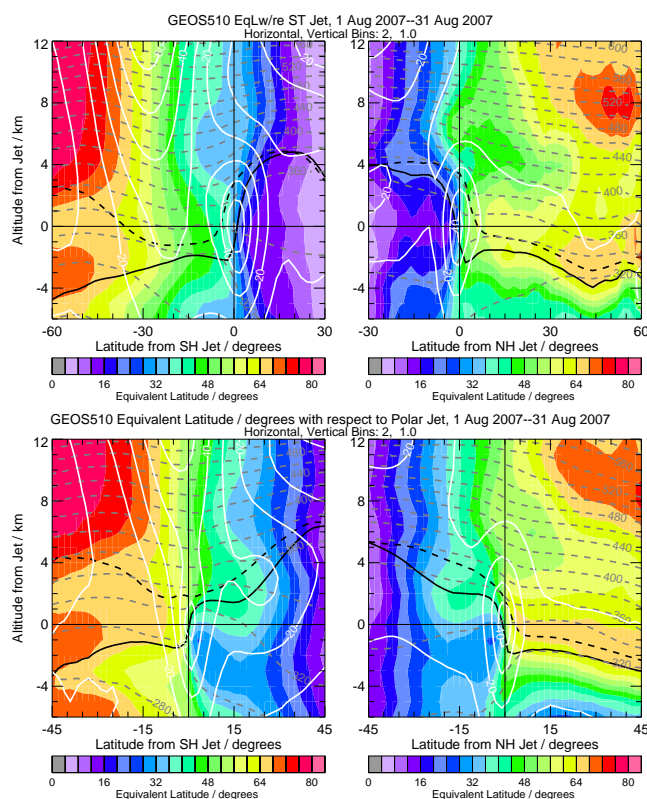 GEOS510 EqLw/re ST Jet, 1 Aug 2007--31 Aug 2007
Horizontal, Vertical Bins: 2, 1.0
Altitude from Jet / km
12
8
4
0
-4
-60 -30 0 30
Latitude from SH Jet / degrees
-30 0 30 60
Latitude from NH Jet / degrees
0 16 32 48 64 80
Equivalent Latitude / degrees
0 16 32 48 64 80
Equivalent Latitude / degrees
GEOS510 Equivalent Latitude / degrees with respect to Polar Jet, 1 Aug 2007--31 Aug 2007
Horizontal, Vertical Bins: 2, 1.0
Altitude from Jet / km
12
8
4
0
-4
-45 -15 15 45
Latitude from SH Jet / degrees
-45 -15 15 45
Latitude from NH Jet / degrees
0 16 32 48 64 80
Equivalent Latitude / degrees
0 16 32 48 64 80
Equivalent Latitude / degrees